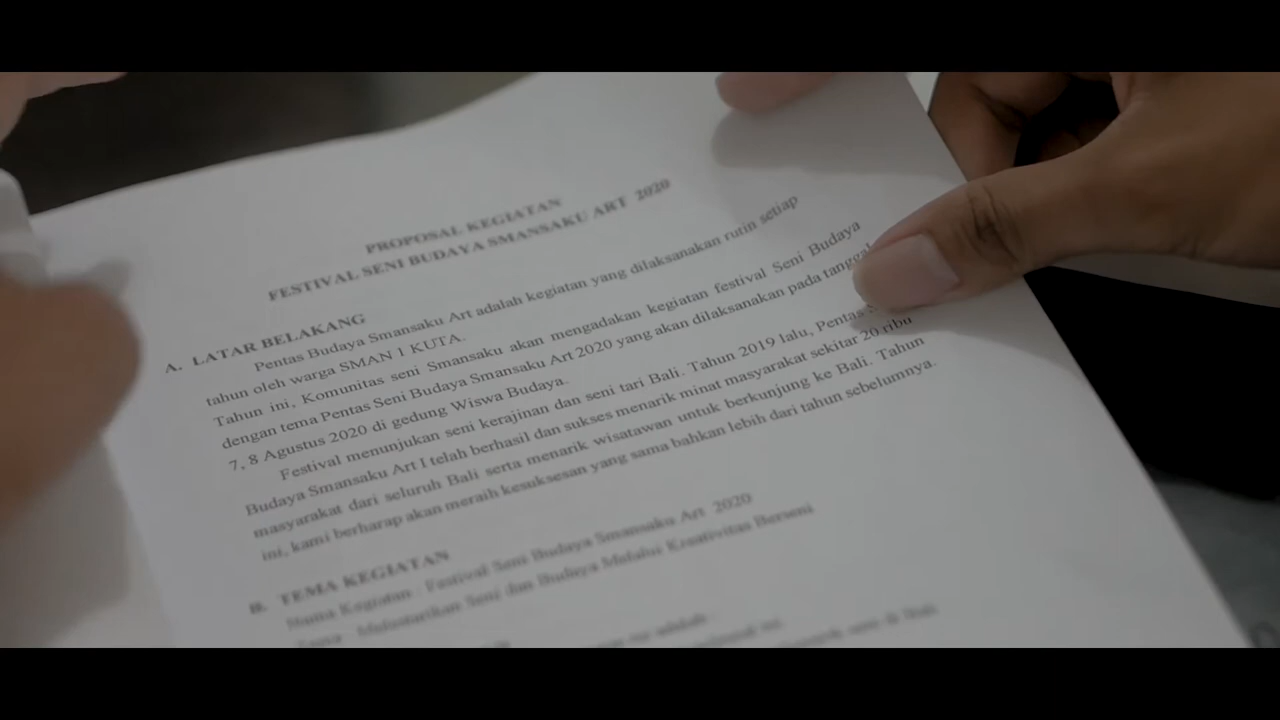 PROPOSAL KEGIATAN
FESTIVAL SENI BUDAYA SMANSAKU ART 2020
A. LATAR BELAKANG
Pentas Budaya Smansaku Art adalah kegiatan yang dilaksanakan rutin setiap
tahun oleh warga SMAN 1 KUTA.
Tahun ini, Komunitas seni Smansaku akan mengadakan kegiatan festival Seni Budaya
dengan tema Pentas Seni Budaya Smansaku Art 2020 yang akan dilaksanakan pada tanggal
7, 8 Agustus 2020 di gedung Wiswa Budaya.
Festival menunjukan seni kerajinan dan seni tari Bali. Tahun 2019 lalu, Pentas
Budaya Smansaku Art I telah berhasil dan sukses menarik minat masyarakat sekitar 20 ribu
masyarakat dari seluruh Bali serta menarik wisatawan untuk berkunjung ke Bali. Tahun
ini, kami berharap akan meraih kesuksesan yang sama bahkan lebih dari tahun sebelumnya.
B. TEMA KEGIATAN
Nama Kegiatan : Festival Seni Budaya Smansaku Art 2020
Tema : Melestarikan Seni dan Budaya Melalui Kreativitas Berseni
adalah :